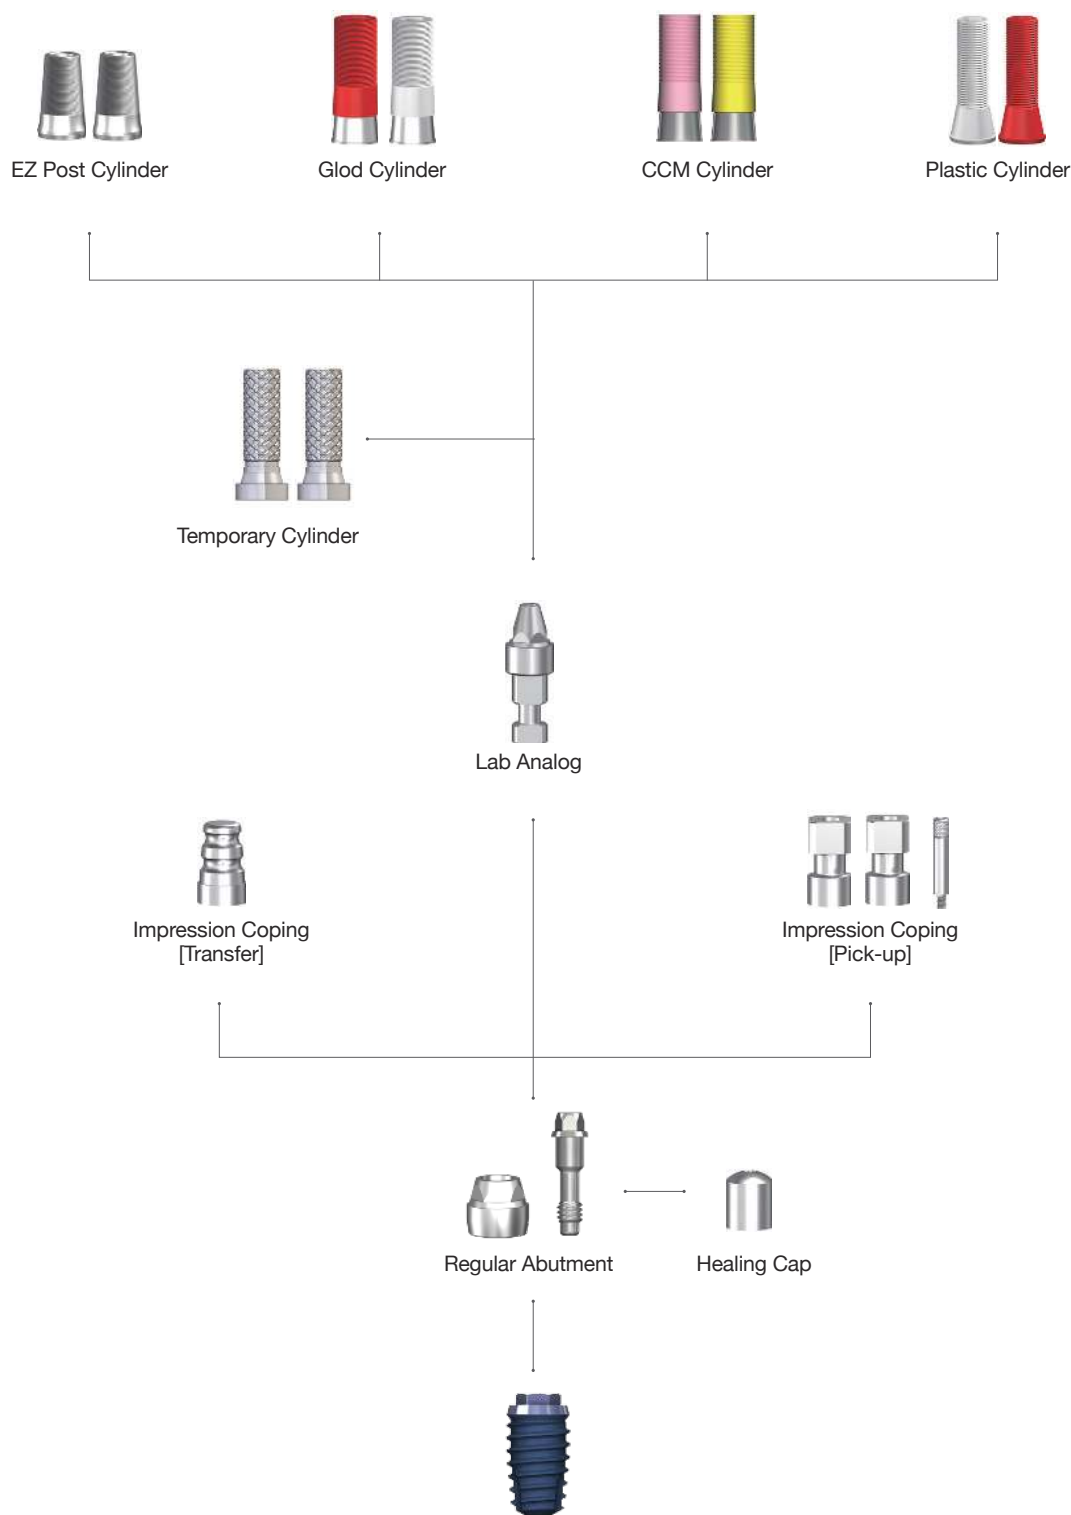 EZ Post Cylinder
Glod Cylinder
CCM Cylinder
Plastic Cylinder
Temporary Cylinder
Lab Analog
Impression Coping
[Transfer]
Impression Coping
[Pick-up]
Regular Abutment
Healing Cap